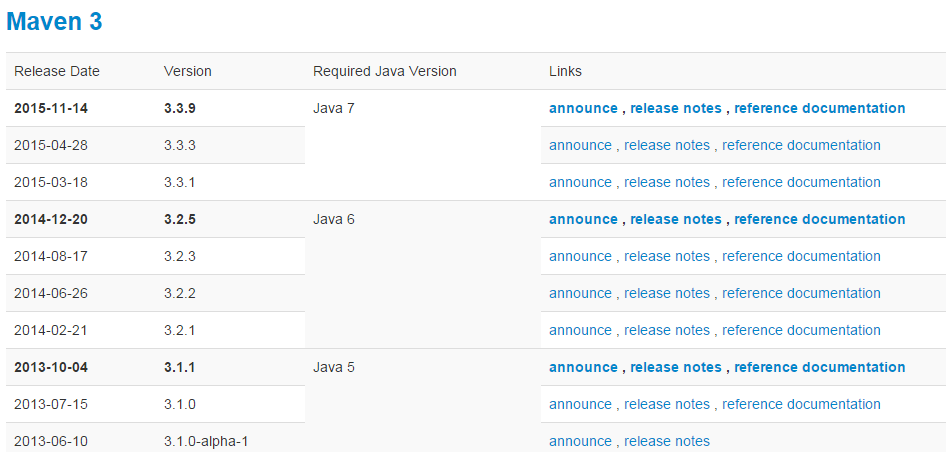 Maven 3
Release Date Version Required Java Version Links
2015-11-14 3.3.9 Java 7 announce , release notes , reference documentation
2015-04-28 3.3.3 announce , release notes , reference documentation
2015-03-18 3.3.1 announce , release notes , reference documentation
2014-12-20 3.2.5 Java 6 announce , release notes , reference documentation
2014-08-17 3.2.3 announce , release notes , reference documentation
2014-06-26 3.2.2 announce , release notes , reference documentation
2014-02-21 3.2.1 announce , release notes , reference documentation
2013-10-04 3.1.1 Java 5 announce , release notes , reference documentation
2013-07-15 3.1.0 announce , release notes , reference documentation
2013-06-10 3.1.0-alpha-1 announce , release notes